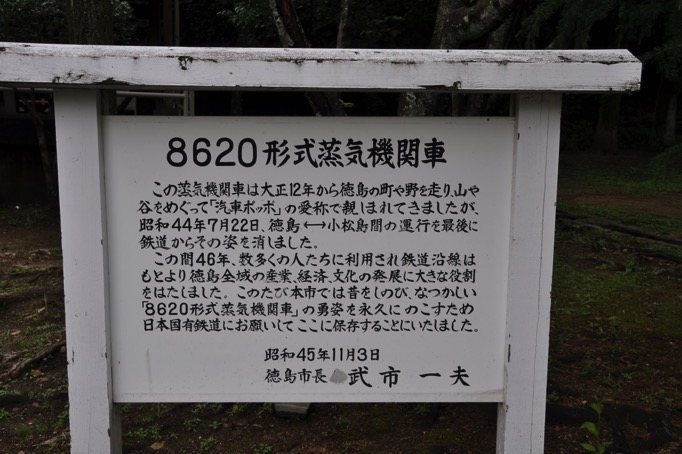 8620形式蒸気機関車
この蒸気機関車は大正12年から徳島の町や野を走り、山や
谷をめぐって「汽車ポッポ」の愛称で親しまれてきましたが、
昭和44年7月22日、徳島←→小松島間の運行を最後に
鉄道からその姿を消しました。
この間46年、数多くの人たちに利用され鉄道沿線は
もとより徳島全域の産業、経済、文化の発展に大きな役割
をはたしました。このたび本市では昔をしのび、なつかしい
「8620形式蒸気機関車」の勇姿を永久にのこすため
日本国有鉄道にお願いしてここに保存することにいたしました。
昭和45年11月3日
徳島市長 武市 一夫